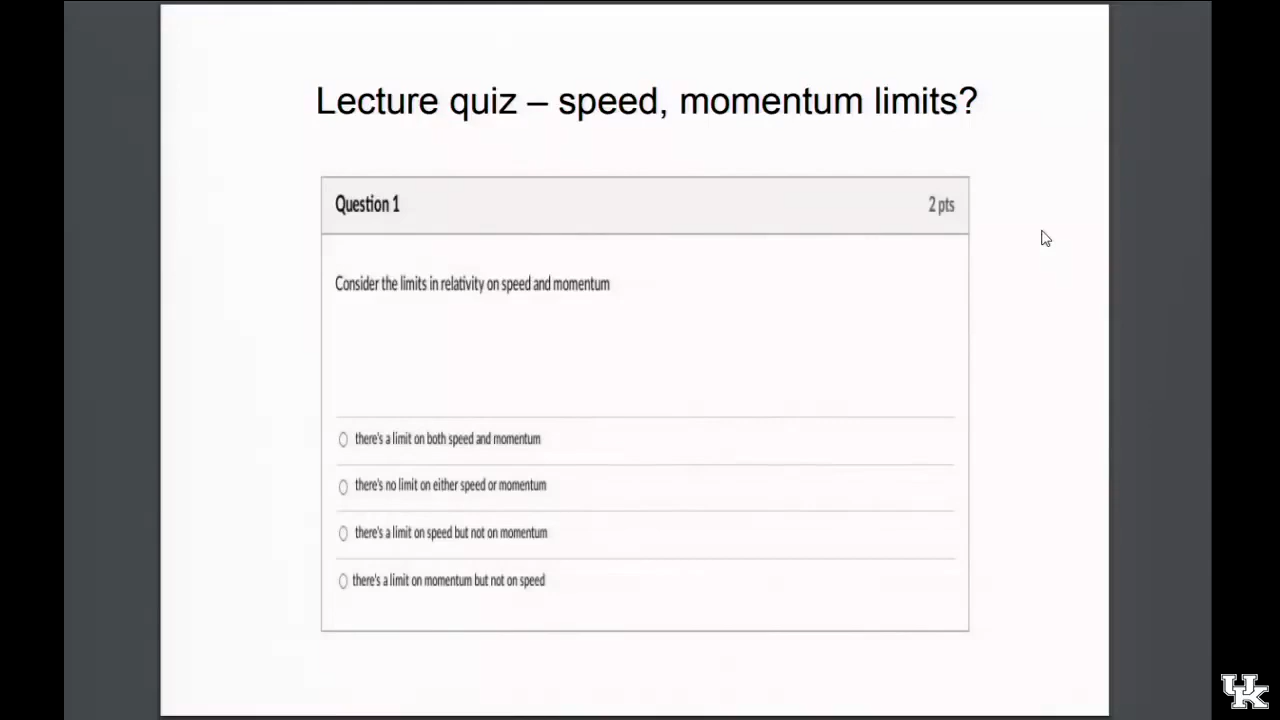 Lecture quiz – speed, momentum limits?
Question 1 2 pts
Consider the limits in relativity on speed and momentum
there's a limit on both speed and momentum
there's no limit on either speed or momentum
there's a limit on speed but not on momentum
there's a limit on momentum but not on speed
UK